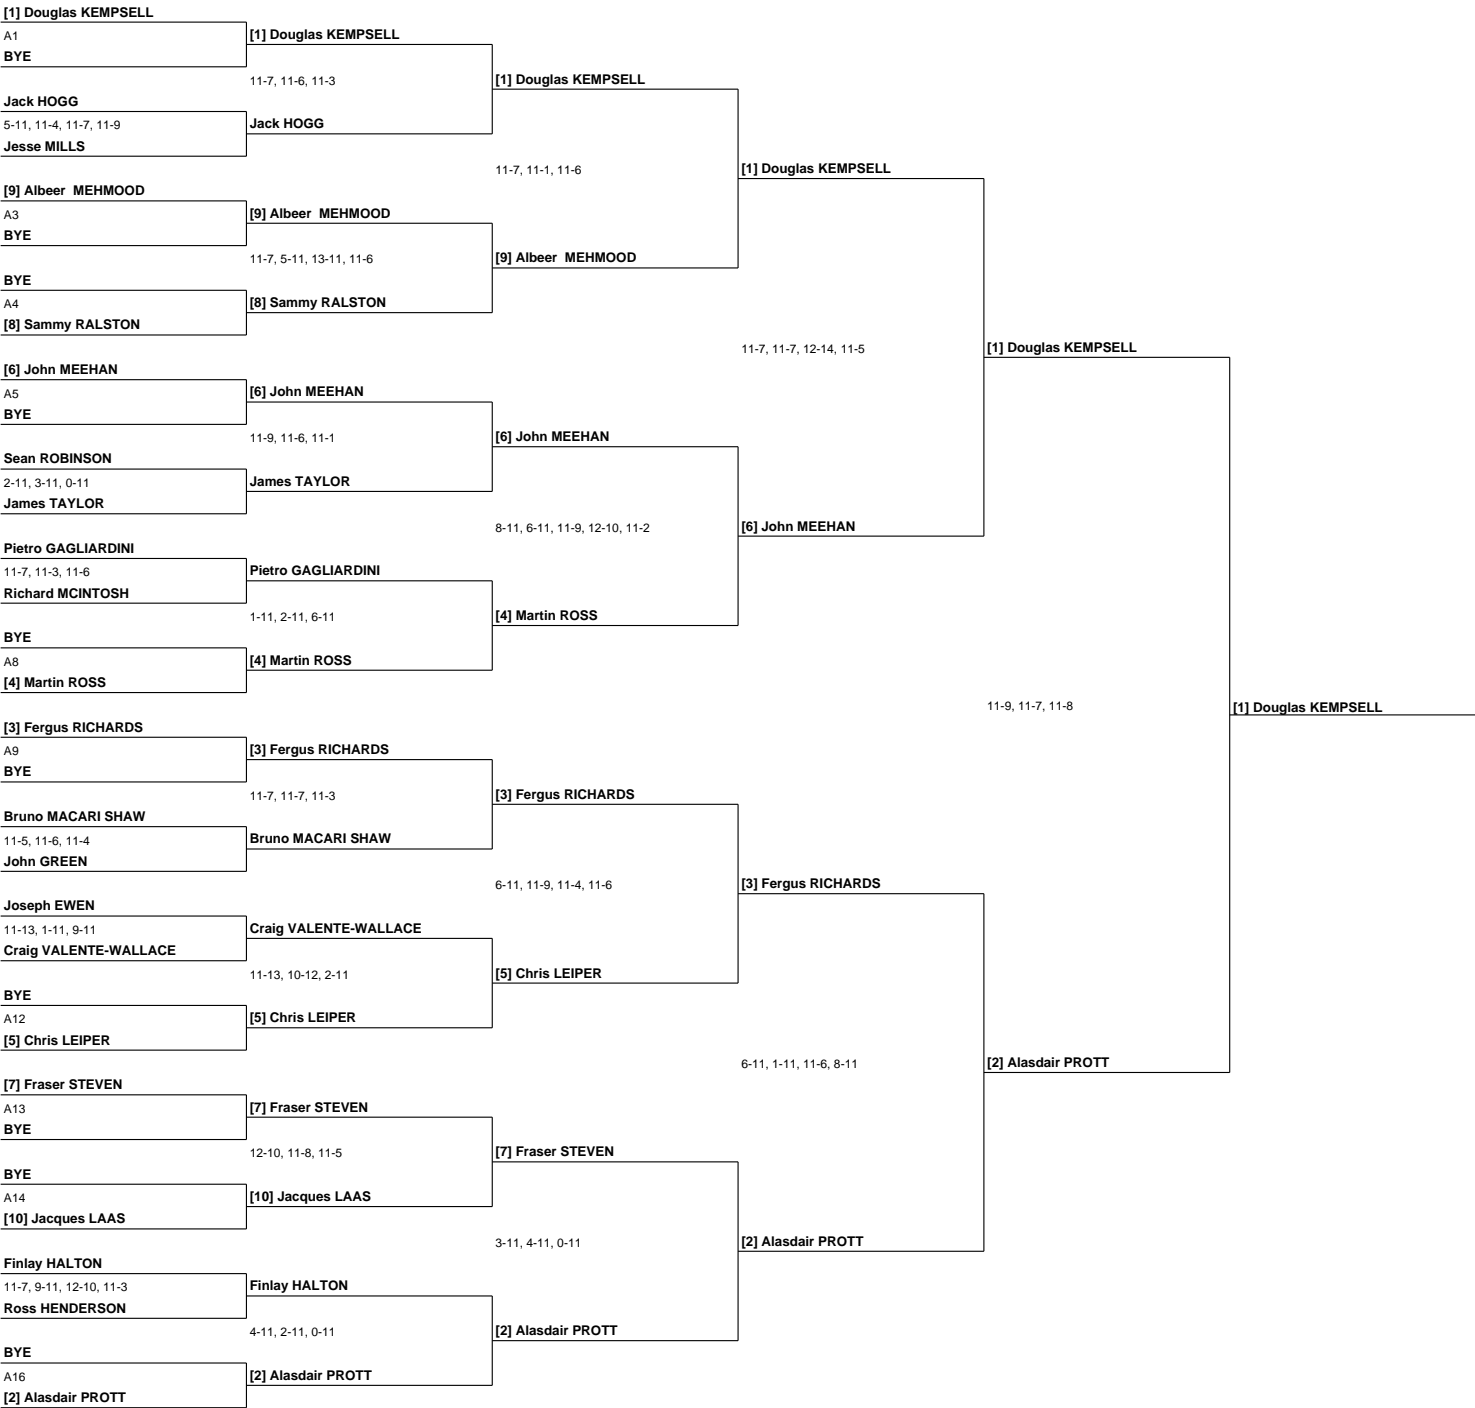 [1] Douglas KEMPSELL
A1
BYE
Jack HOGG
5-11, 11-4, 11-7, 11-9
Jesse MILLS
[9] Albeer  MEHMOOD
A3
BYE
BYE
A4
[8] Sammy RALSTON
[6] John MEEHAN
A5
BYE
Sean ROBINSON
2-11, 3-11, 0-11
James TAYLOR
Pietro GAGLIARDINI
11-7, 11-3, 11-6
Richard MCINTOSH
BYE
A8
[4] Martin ROSS
[3] Fergus RICHARDS
A9
BYE
Bruno MACARI SHAW
11-5, 11-6, 11-4
John GREEN
Joseph EWEN
11-13, 1-11, 9-11
Craig VALENTE-WALLACE
BYE
A12
[5] Chris LEIPER
[7] Fraser STEVEN
A13
BYE
BYE
A14
[10] Jacques LAAS
Finlay HALTON
11-7, 9-11, 12-10, 11-3
Ross HENDERSON
BYE
A16
[2] Alasdair PROTT
[1] Douglas KEMPSELL
11-7, 11-6, 11-3
Jack HOGG
[9] Albeer  MEHMOOD
11-7, 5-11, 13-11, 11-6
[8] Sammy RALSTON
[6] John MEEHAN
11-9, 11-6, 11-1
James TAYLOR
Pietro GAGLIARDINI
1-11, 2-11, 6-11
[4] Martin ROSS
[3] Fergus RICHARDS
11-7, 11-7, 11-3
Bruno MACARI SHAW
Craig VALENTE-WALLACE
11-13, 10-12, 2-11
[5] Chris LEIPER
[7] Fraser STEVEN
12-10, 11-8, 11-5
[10] Jacques LAAS
Finlay HALTON
4-11, 2-11, 0-11
[2] Alasdair PROTT
[1] Douglas KEMPSELL
11-7, 11-1, 11-6
[9] Albeer  MEHMOOD
[6] John MEEHAN
8-11, 6-11, 11-9, 12-10, 11-2
[4] Martin ROSS
[3] Fergus RICHARDS
6-11, 11-9, 11-4, 11-6
[5] Chris LEIPER
[7] Fraser STEVEN
3-11, 4-11, 0-11
[2] Alasdair PROTT
[1] Douglas KEMPSELL
11-7, 11-7, 12-14, 11-5
[6] John MEEHAN
[3] Fergus RICHARDS
6-11, 1-11, 11-6, 8-11
[2] Alasdair PROTT
[1] Douglas KEMPSELL
11-9, 11-7, 11-8
[2] Alasdair PROTT
[1] Douglas KEMPSELL